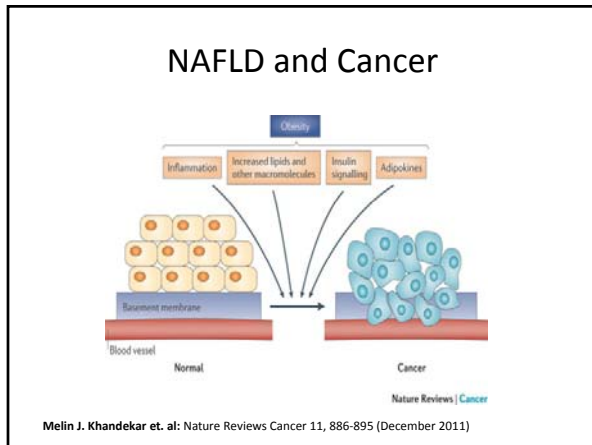 NAFLD and Cancer
Obesity
Inflammation
Increased lipids and
other macromolecules
Insulin
signalling
Adipokines
Basement membrane
Blood vessel
Normal
Cancer
Nature Reviews | Cancer
Melin J. Khandekar et. al: Nature Reviews Cancer 11, 886-895 (December 2011)